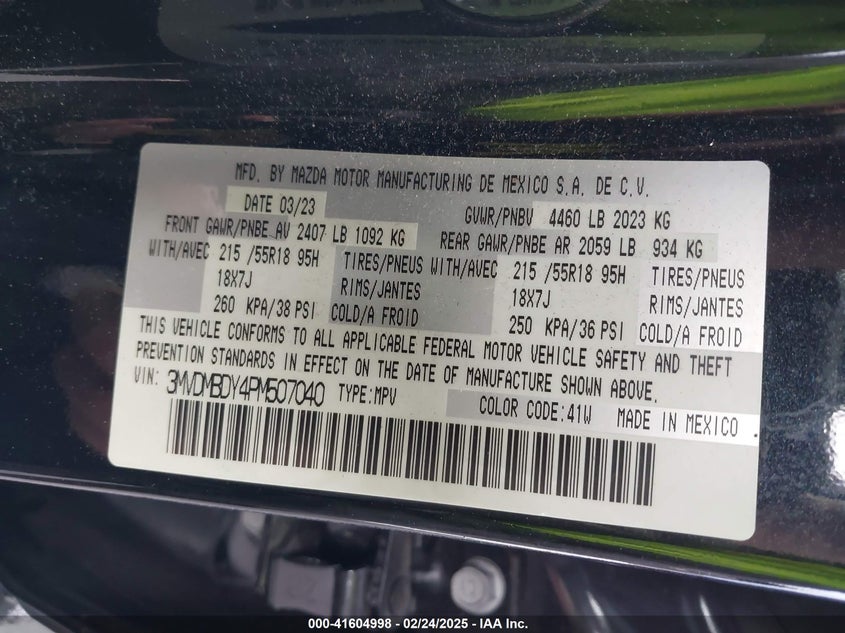 MFD. BY MAZDA MOTOR MANUFACTURING DE MEXICO S.A. DE C.V.
DATE 03/23 GVWR/PNBV 4460 LB 2023 KG
FRONT GAWR/PNBE AV 2407 LB 1092 KG REAR GAWR/PNBE AR 2059 LB 934 KG
WITH/AVEC 215 /55R18 95H TIRES/PNEUS WITH/AVEC 215 /55R18 95H TIRES/PNEUS
18X7J RIMS/JANTES 18X7J RIMS/JANTES
260 KPA/38 PSI COLD/A FROID 250 KPA/36 PSI COLD/A FROID
THIS VEHICLE CONFORMS TO ALL APPLICABLE FEDERAL MOTOR VEHICLE SAFETY AND THEFT
PREVENTION STANDARDS IN EFFECT ON THE DATE OF MANUFACTURE SHOWN ABOVE.
VIN: 3MVDMBDY4PM507040 TYPE:MPV COLOR CODE:41W MADE IN MEXICO
000-41604998 - 02/24/2025 - IAA Inc.